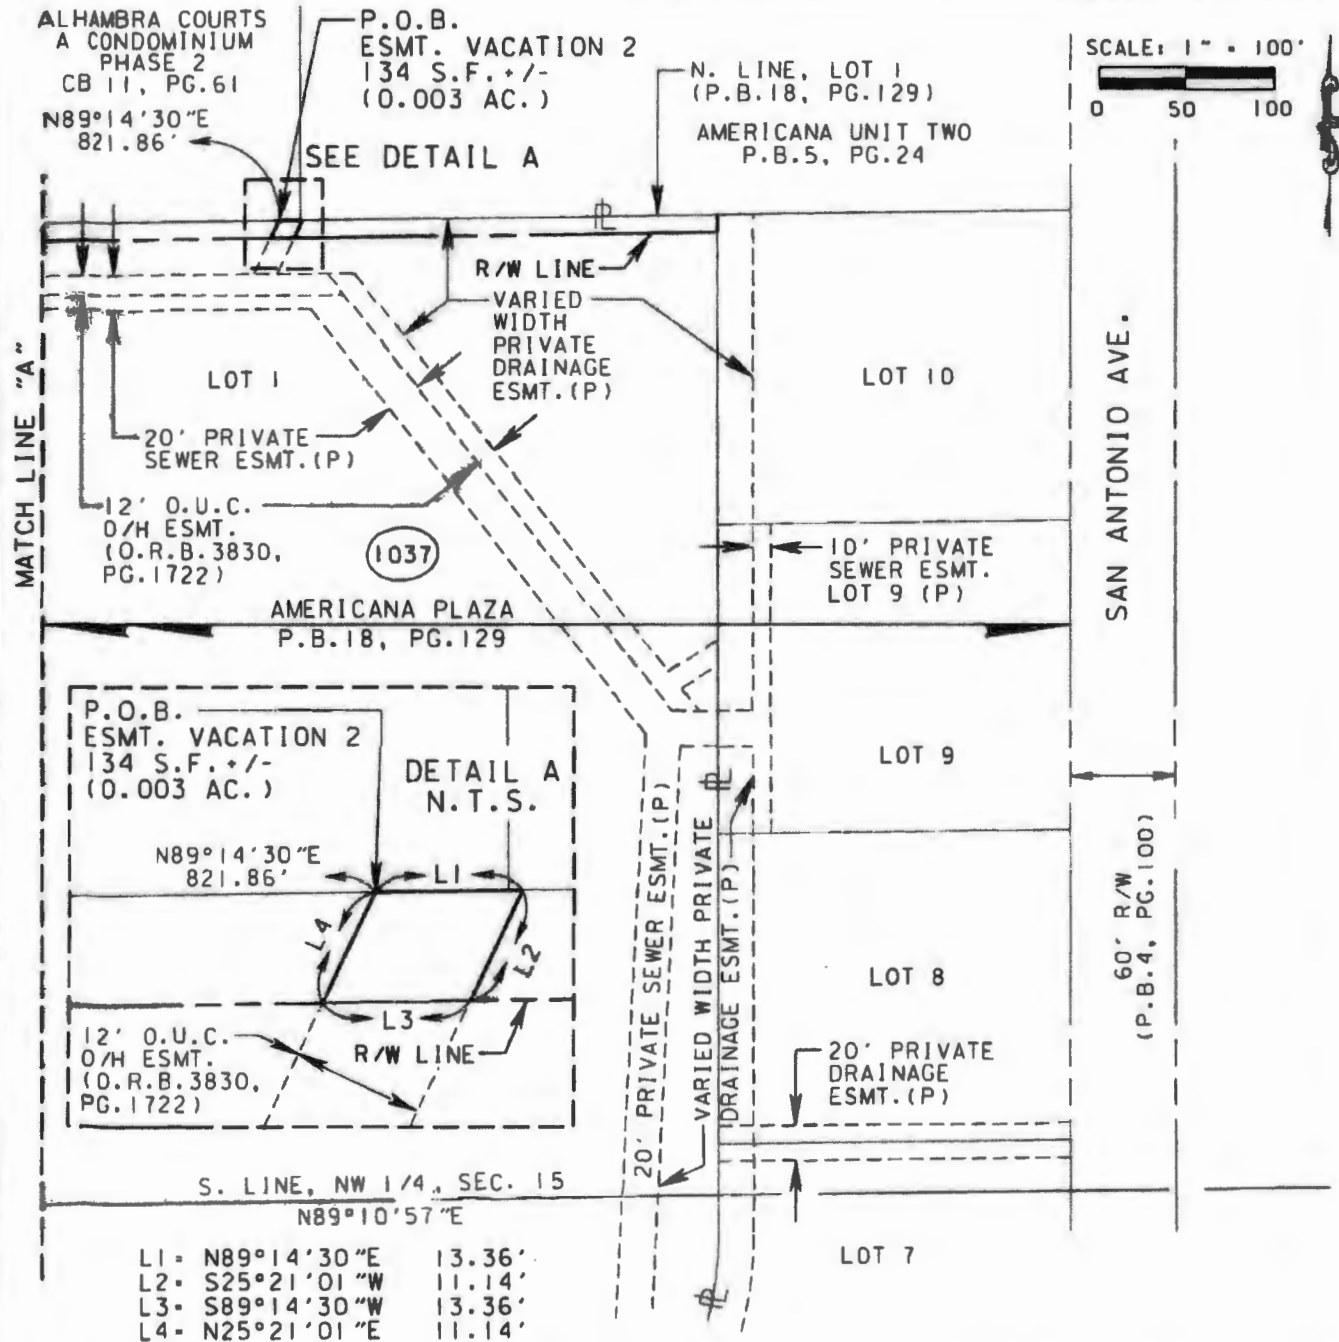 ALHAMBRA COURTS
A CONDOMINIUM
PHASE 2
CB 11, PG.61
N89°14'30"E
821.86'
P.O.B.
ESMT. VACATION 2
134 S.F.+/-
(0.003 AC.)
SEE DETAIL A
N. LINE, LOT 1
(P.B.18, PG.129)
AMERICANA UNIT TWO
P.B.5, PG.24
SCALE: 1" = 100'
0 50 100
PL
R/W LINE
VARIED
WIDTH
PRIVATE
DRAINAGE
ESMT.(P)
MATCH LINE "A"
LOT 1
20' PRIVATE
SEWER ESMT.(P)
12' O.U.C.
O/H ESMT.
(O.R.B.3830,
PG.1722)
1037
LOT 10
SAN ANTONIO AVE.
10' PRIVATE
SEWER ESMT.
LOT 9 (P)
AMERICANA PLAZA
P.B.18, PG.129
P.O.B.
ESMT. VACATION 2
134 S.F.+/-
(0.003 AC.)
DETAIL A
N.T.S.
N89°14'30"E
821.86'
L1
L4
L2
L3
R/W LINE
12' O.U.C.
O/H ESMT.
(O.R.B.3830,
PG.1722)
PL
LOT 9
20' PRIVATE SEWER ESMT.(P)
VARIED WIDTH PRIVATE
DRAINAGE ESMT.(P)
60' R/W
(P.B.4, PG.100)
LOT 8
20' PRIVATE
DRAINAGE
ESMT.(P)
S. LINE, NW 1/4, SEC. 15
N89°10'57"E
LOT 7
PL
L1= N89°14'30"E 13.36'
L2= S25°21'01"W 11.14'
L3= S89°14'30"W 13.36'
L4= N25°21'01"E 11.14'